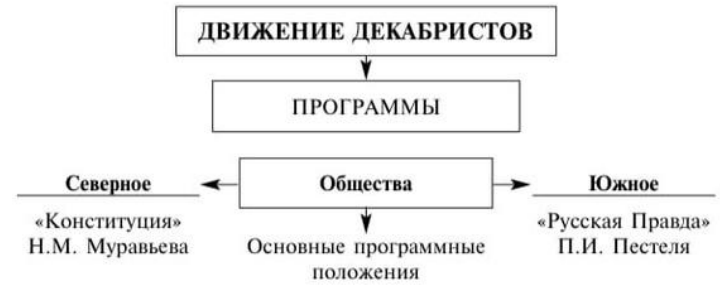 ДВИЖЕНИЕ ДЕКАБРИСТОВ
ПРОГРАММЫ
Северное
Общества
Южное
«Конституция»
Н.М. Муравьева
Основные программные
положения
«Русская Правда»
П.И. Пестеля